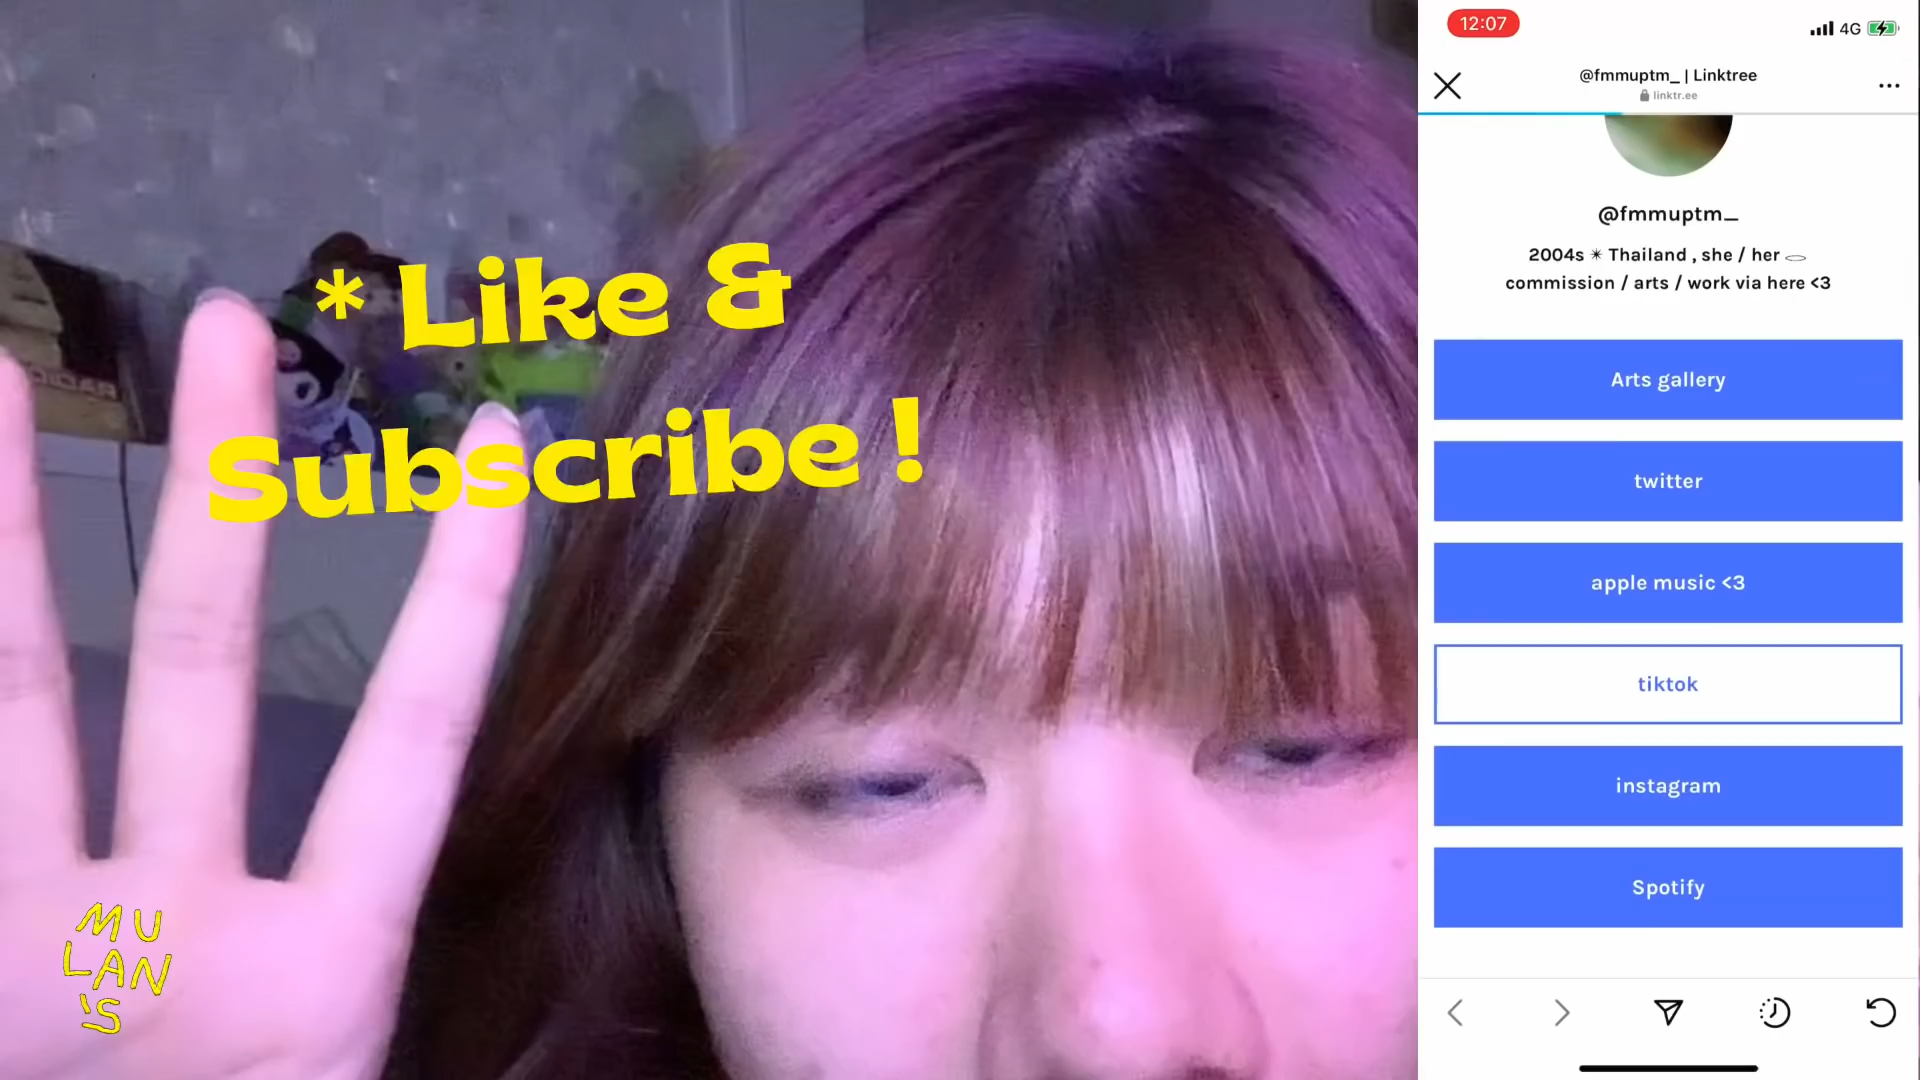 * Like &
Subscribe !
MU
LAN
'S
12:07
4G
@fmmuptm_ | Linktree
linktr.ee
@fmmuptm_
2004s ✴ Thailand , she / her
commission / arts / work via here <3
Arts gallery
twitter
apple music <3
tiktok
instagram
Spotify